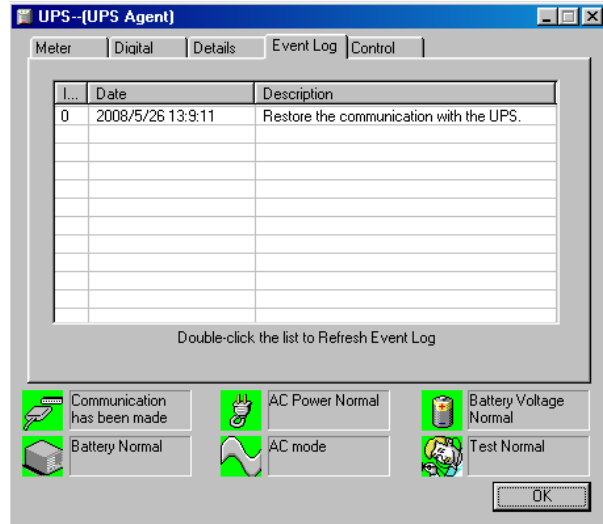 UPS--(UPS Agent)
Meter Digital Details Event Log Control
I... Date Description
0 2008/5/26 13:9:11 Restore the communication with the UPS.
Double-click the list to Refresh Event Log
Communication has been made
AC Power Normal
Battery Voltage Normal
Battery Normal
AC mode
Test Normal
OK